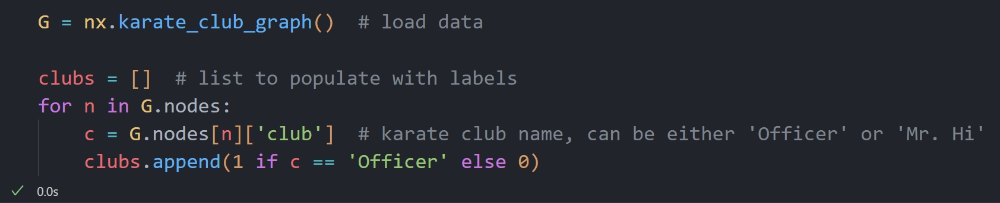 G = nx.karate_club_graph()  # load data
clubs = []  # list to populate with labels
for n in G.nodes:
    c = G.nodes[n]['club']  # karate club name, can be either 'Officer' or 'Mr. Hi'
    clubs.append(1 if c == 'Officer' else 0)
✓ 0.0s